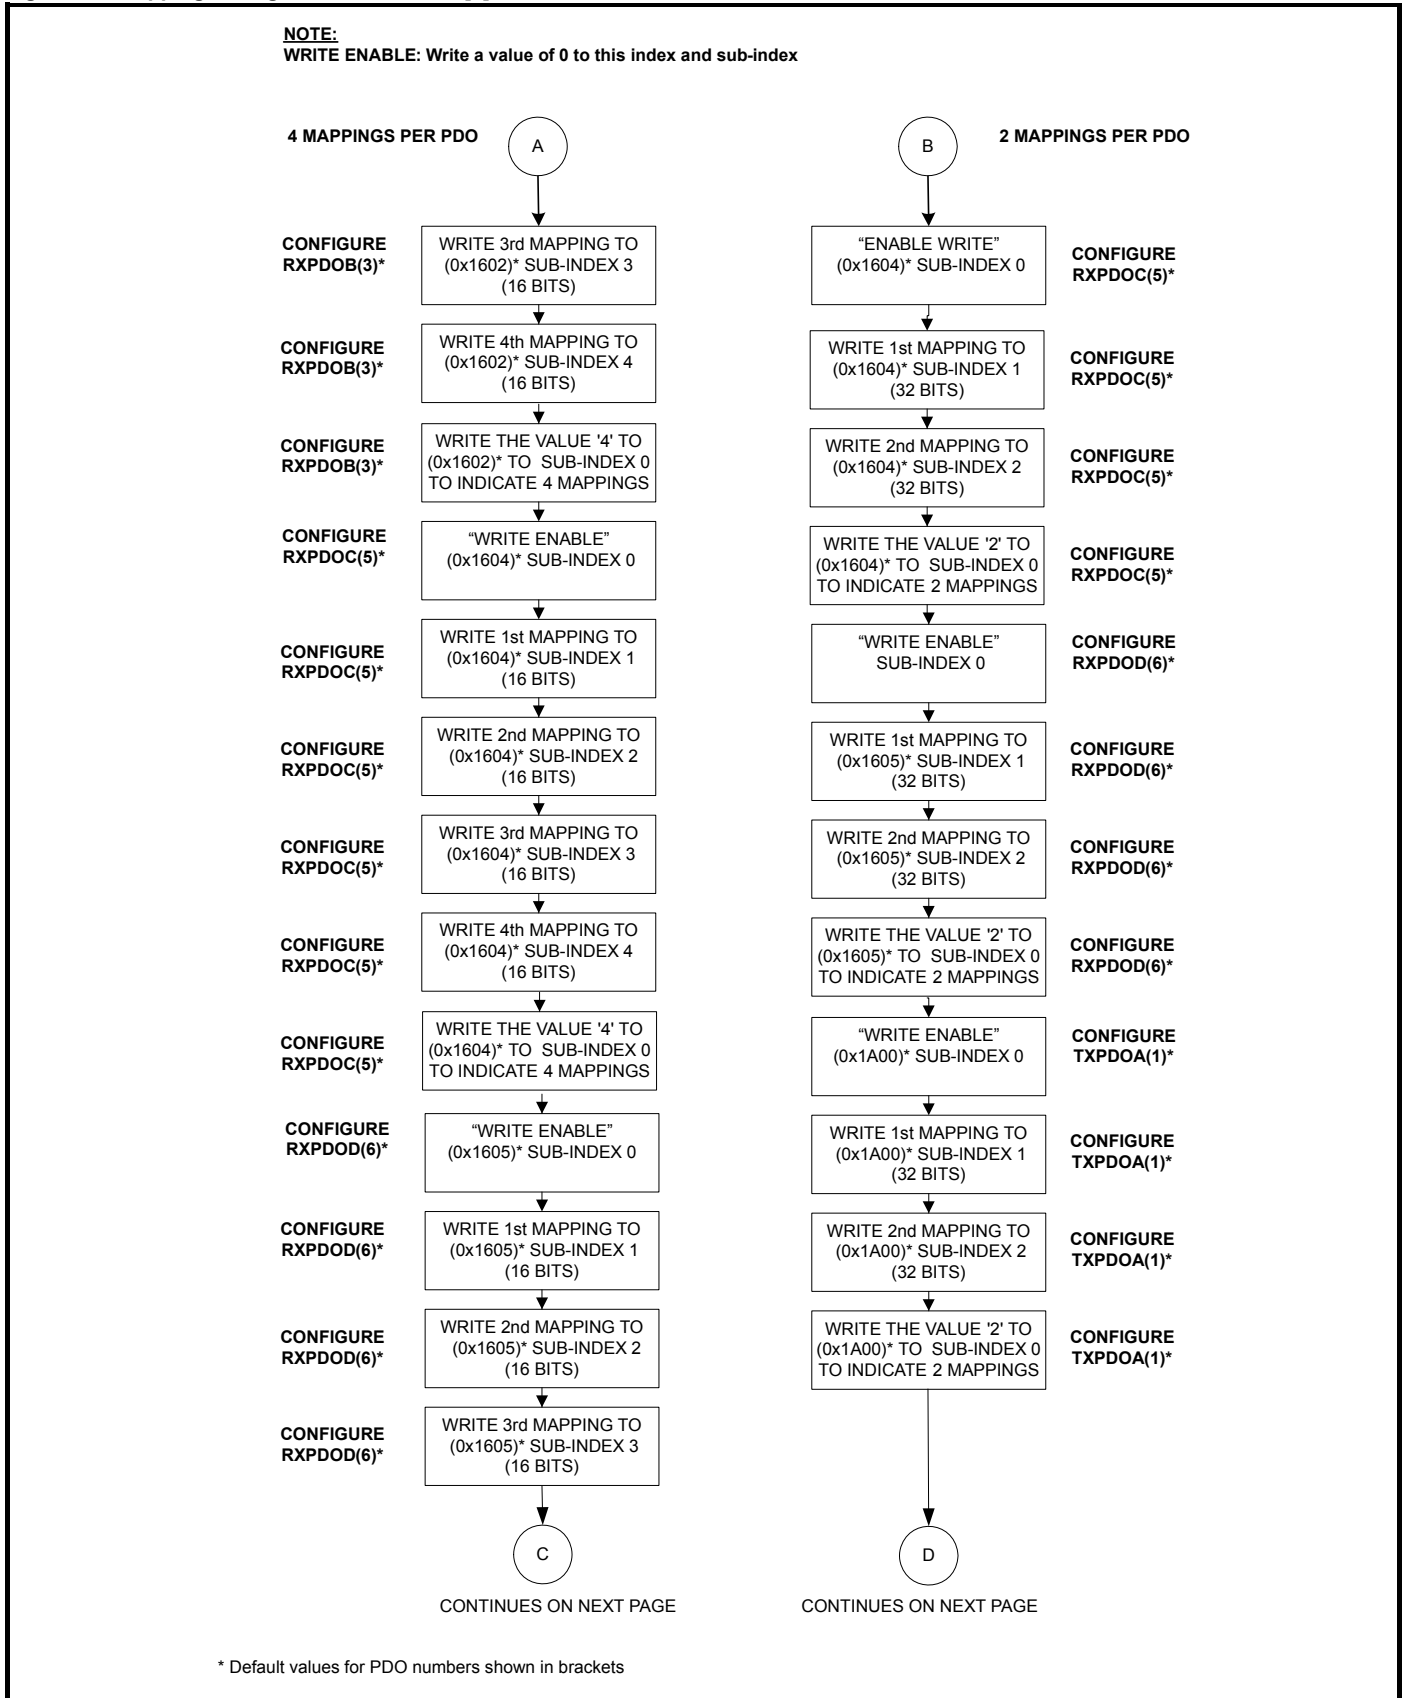 NOTE:
WRITE ENABLE: Write a value of 0 to this index and sub-index
4 MAPPINGS PER PDO
A
CONFIGURE
RXPDOB(3)*
WRITE 3rd MAPPING TO
(0x1602)* SUB-INDEX 3
(16 BITS)
CONFIGURE
RXPDOB(3)*
WRITE 4th MAPPING TO
(0x1602)* SUB-INDEX 4
(16 BITS)
CONFIGURE
RXPDOB(3)*
WRITE THE VALUE '4' TO
(0x1602)* TO SUB-INDEX 0
TO INDICATE 4 MAPPINGS
CONFIGURE
RXPDOC(5)*
“WRITE ENABLE”
(0x1604)* SUB-INDEX 0
CONFIGURE
RXPDOC(5)*
WRITE 1st MAPPING TO
(0x1604)* SUB-INDEX 1
(16 BITS)
CONFIGURE
RXPDOC(5)*
WRITE 2nd MAPPING TO
(0x1604)* SUB-INDEX 2
(16 BITS)
CONFIGURE
RXPDOC(5)*
WRITE 3rd MAPPING TO
(0x1604)* SUB-INDEX 3
(16 BITS)
CONFIGURE
RXPDOC(5)*
WRITE 4th MAPPING TO
(0x1604)* SUB-INDEX 4
(16 BITS)
CONFIGURE
RXPDOC(5)*
WRITE THE VALUE '4' TO
(0x1604)* TO SUB-INDEX 0
TO INDICATE 4 MAPPINGS
CONFIGURE
RXPDOD(6)*
“WRITE ENABLE”
(0x1605)* SUB-INDEX 0
CONFIGURE
RXPDOD(6)*
WRITE 1st MAPPING TO
(0x1605)* SUB-INDEX 1
(16 BITS)
CONFIGURE
RXPDOD(6)*
WRITE 2nd MAPPING TO
(0x1605)* SUB-INDEX 2
(16 BITS)
CONFIGURE
RXPDOD(6)*
WRITE 3rd MAPPING TO
(0x1605)* SUB-INDEX 3
(16 BITS)
C
CONTINUES ON NEXT PAGE
B
2 MAPPINGS PER PDO
“ENABLE WRITE”
(0x1604)* SUB-INDEX 0
CONFIGURE
RXPDOC(5)*
WRITE 1st MAPPING TO
(0x1604)* SUB-INDEX 1
(32 BITS)
CONFIGURE
RXPDOC(5)*
WRITE 2nd MAPPING TO
(0x1604)* SUB-INDEX 2
(32 BITS)
CONFIGURE
RXPDOC(5)*
WRITE THE VALUE '2' TO
(0x1604)* TO SUB-INDEX 0
TO INDICATE 2 MAPPINGS
CONFIGURE
RXPDOC(5)*
“WRITE ENABLE”
SUB-INDEX 0
CONFIGURE
RXPDOD(6)*
WRITE 1st MAPPING TO
(0x1605)* SUB-INDEX 1
(32 BITS)
CONFIGURE
RXPDOD(6)*
WRITE 2nd MAPPING TO
(0x1605)* SUB-INDEX 2
(32 BITS)
CONFIGURE
RXPDOD(6)*
WRITE THE VALUE '2' TO
(0x1605)* TO SUB-INDEX 0
TO INDICATE 2 MAPPINGS
CONFIGURE
RXPDOD(6)*
“WRITE ENABLE”
(0x1A00)* SUB-INDEX 0
CONFIGURE
TXPDOA(1)*
WRITE 1st MAPPING TO
(0x1A00)* SUB-INDEX 1
(32 BITS)
CONFIGURE
TXPDOA(1)*
WRITE 2nd MAPPING TO
(0x1A00)* SUB-INDEX 2
(32 BITS)
CONFIGURE
TXPDOA(1)*
WRITE THE VALUE '2' TO
(0x1A00)* TO SUB-INDEX 0
TO INDICATE 2 MAPPINGS
CONFIGURE
TXPDOA(1)*
D
CONTINUES ON NEXT PAGE
* Default values for PDO numbers shown in brackets